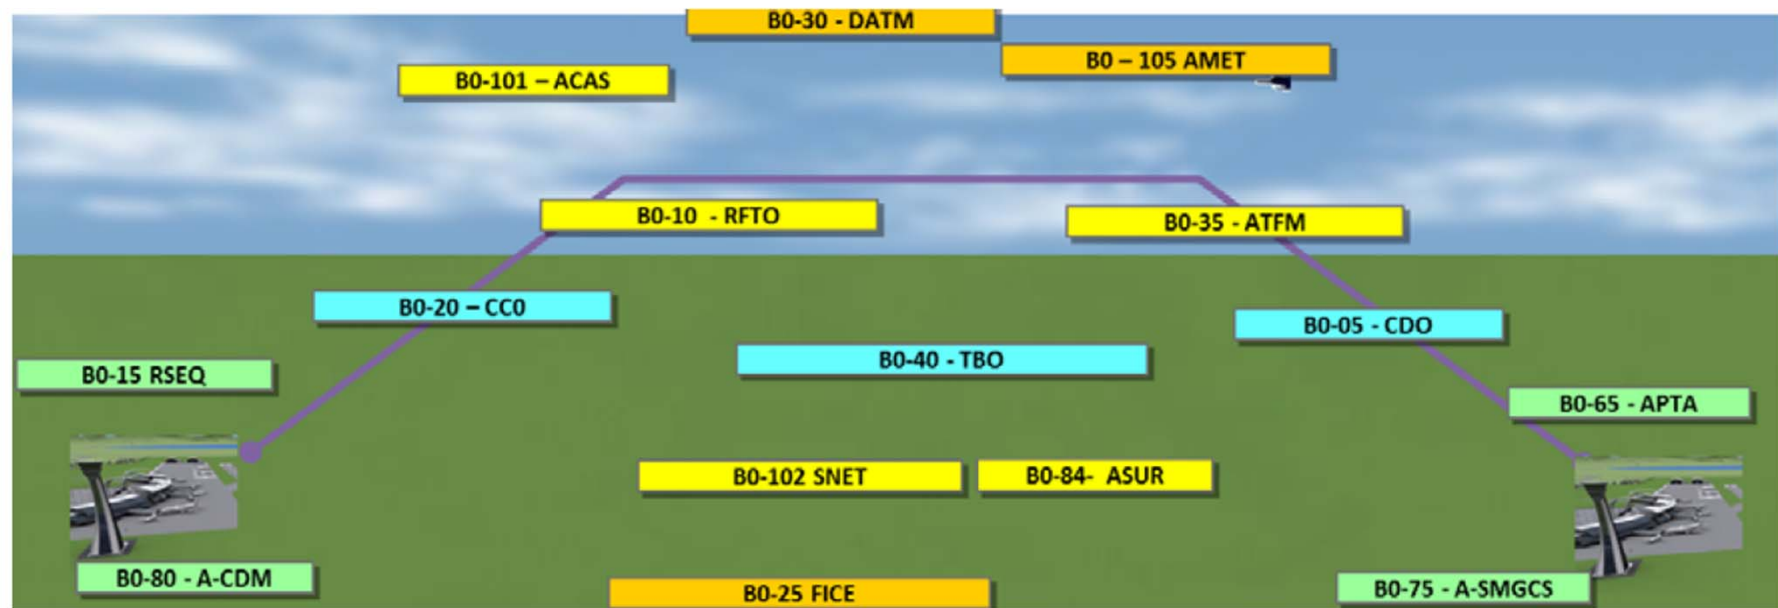 B0-30 - DATM
B0 – 105 AMET
B0-101 – ACAS
B0-10 - RFTO
B0-35 - ATFM
B0-20 – CC0
B0-05 - CDO
B0-40 - TBO
B0-15 RSEQ
B0-65 - APTA
B0-102 SNET
B0-84- ASUR
B0-80 - A-CDM
B0-25 FICE
B0-75 - A-SMGCS